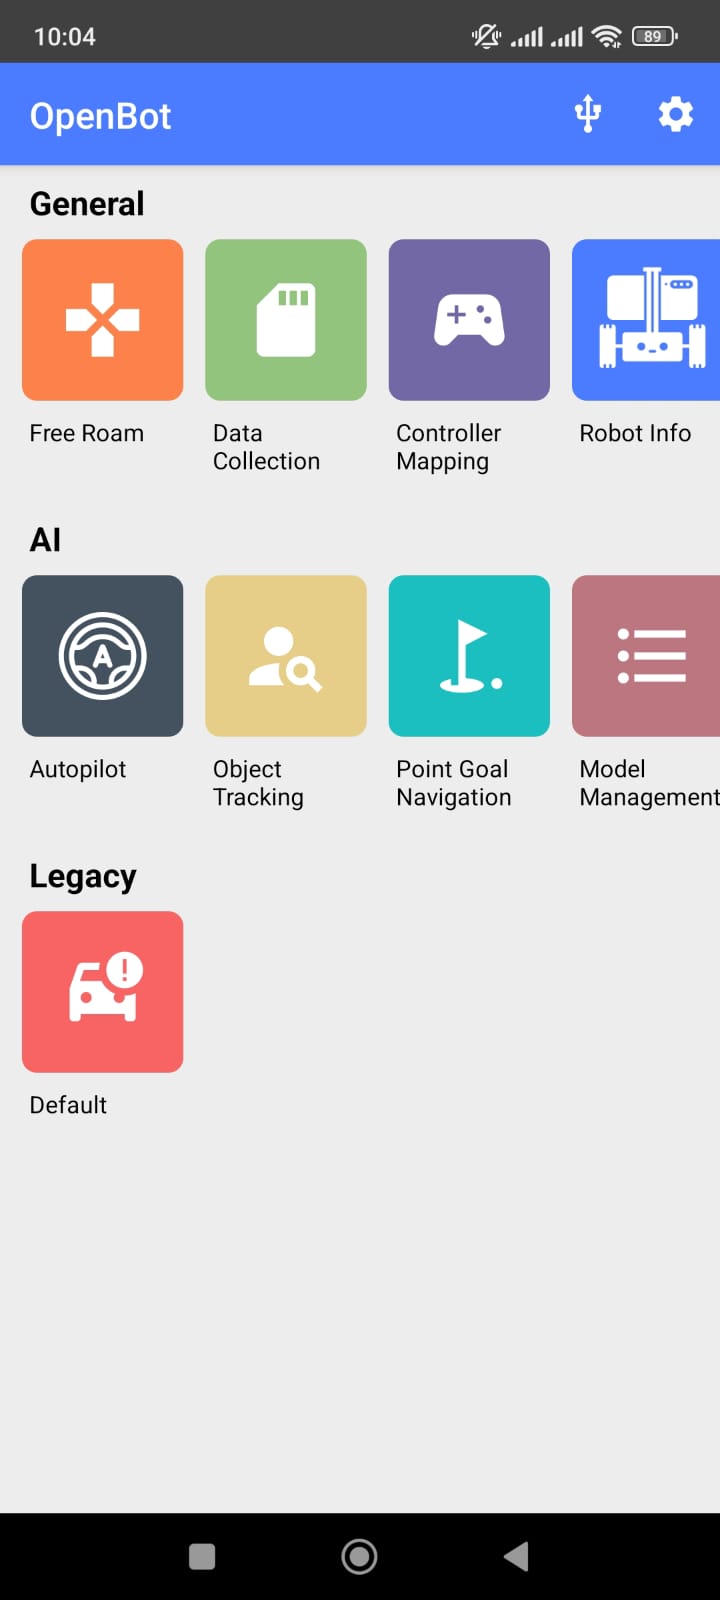 10:04
89
OpenBot
General
Free Roam
Data
Collection
Controller
Mapping
Robot Info
AI
A
Autopilot
Object
Tracking
Point Goal
Navigation
Model
Management
Legacy
!
Default